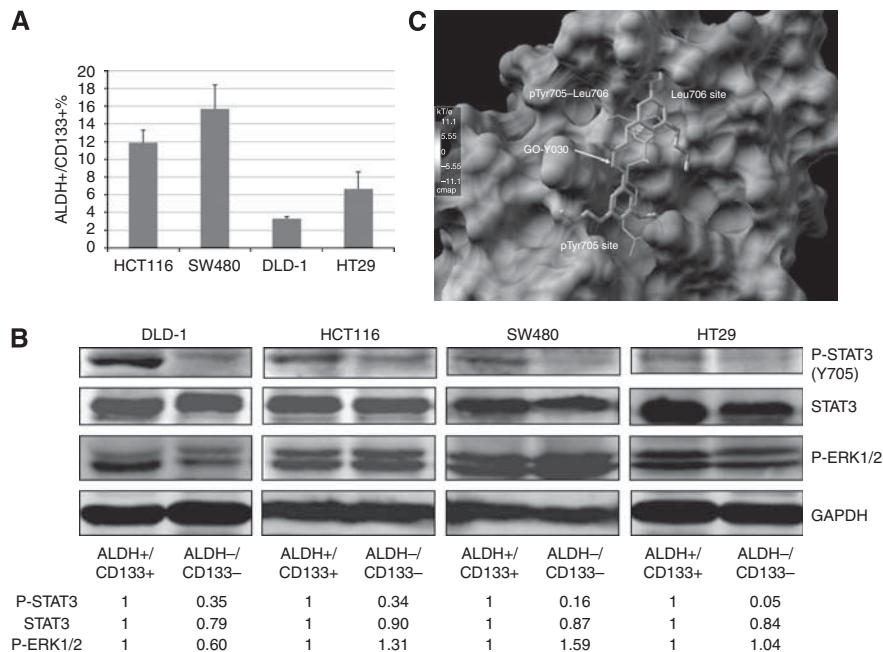 A
ALDH+/CD133+%
20
18
16
14
12
10
8
6
4
2
0
HCT116 SW480 DLD-1 HT29
C
pTyr705–Leu706
Leu706 site
kT/e
11.1
5.55
0
–5.55
–11.1
cmap
GO-Y030
pTyr705 site
B
DLD-1 HCT116 SW480 HT29
P-STAT3
(Y705)
STAT3
P-ERK1/2
GAPDH
ALDH+/ ALDH–/ ALDH+/ ALDH–/ ALDH+/ ALDH–/ ALDH+/ ALDH–/
CD133+ CD133– CD133+ CD133– CD133+ CD133– CD133+ CD133–
P-STAT3 1 0.35 1 0.34 1 0.16 1 0.05
STAT3 1 0.79 1 0.90 1 0.87 1 0.84
P-ERK1/2 1 0.60 1 1.31 1 1.59 1 1.04